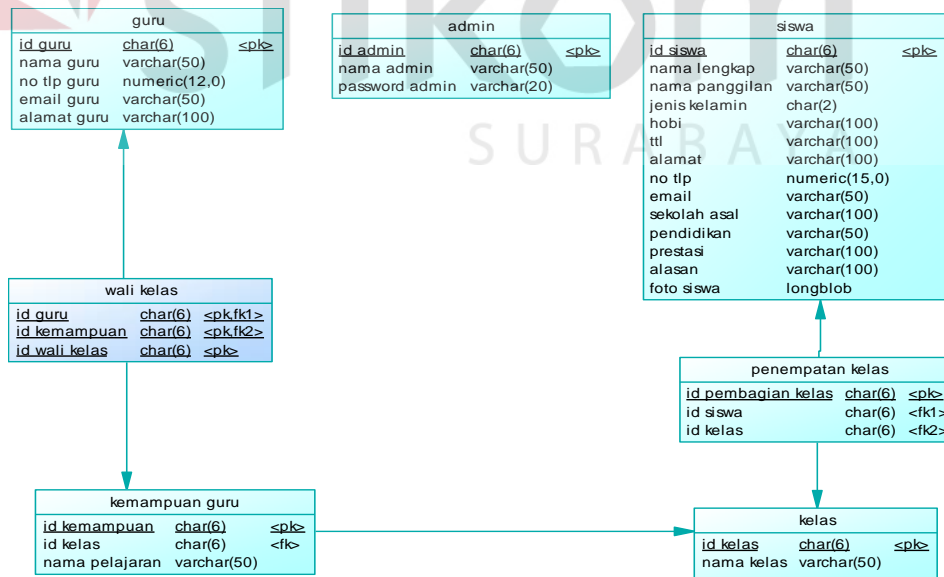 stikom
SURABAYA
guru
id guru char(6) <pk>
nama guru varchar(50)
no tlp guru numeric(12,0)
email guru varchar(50)
alamat guru varchar(100)
admin
id admin char(6) <pk>
nama admin varchar(50)
password admin varchar(20)
siswa
id siswa char(6) <pk>
nama lengkap varchar(50)
nama panggilan varchar(50)
jenis kelamin char(2)
hobi varchar(100)
ttl varchar(100)
alamat varchar(100)
no tlp numeric(15,0)
email varchar(50)
sekolah asal varchar(100)
pendidikan varchar(50)
prestasi varchar(100)
alasan varchar(100)
foto siswa longblob
wali kelas
id guru char(6) <pk,fk1>
id kemampuan char(6) <pk,fk2>
id wali kelas char(6) <pk>
penempatan kelas
id pembagian kelas char(6) <pk>
id siswa char(6) <fk1>
id kelas char(6) <fk2>
kemampuan guru
id kemampuan char(6) <pk>
id kelas char(6) <fk>
nama pelajaran varchar(50)
kelas
id kelas char(6) <pk>
nama kelas varchar(50)